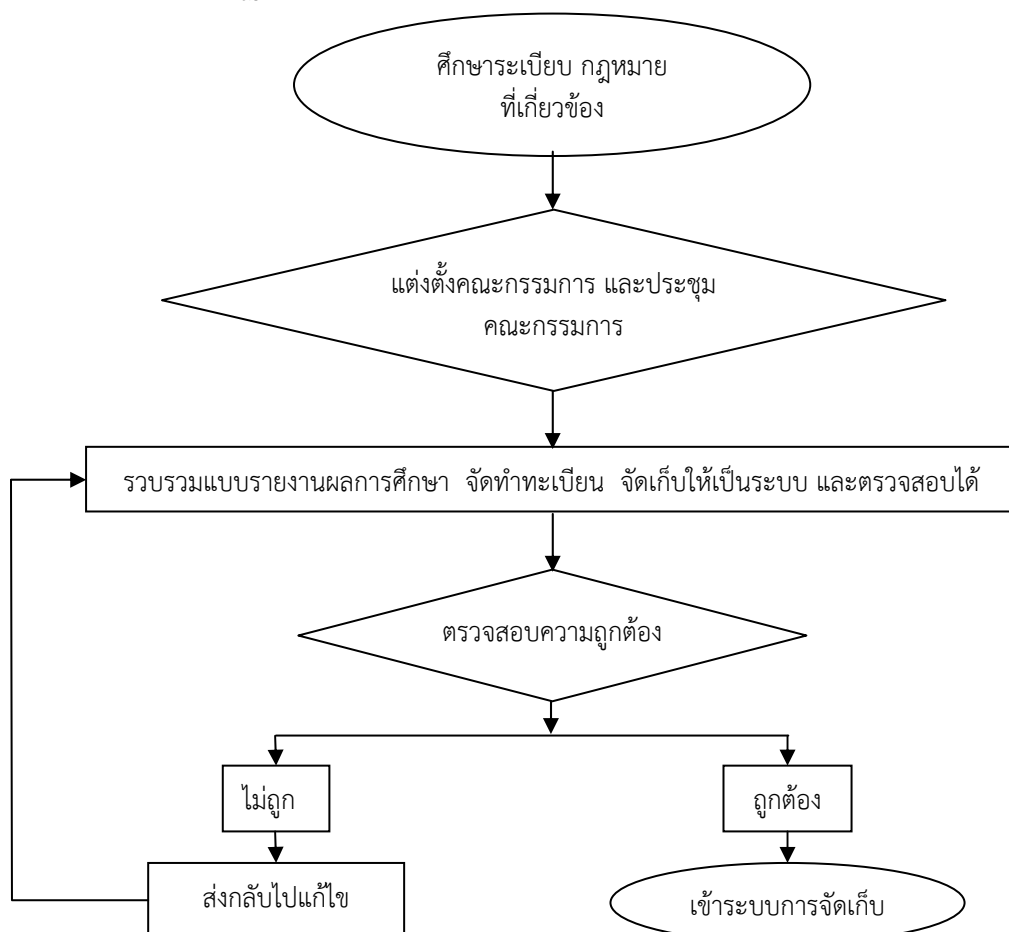 ศึกษาระเบียบ กฎหมาย
ที่เกี่ยวข้อง
แต่งตั้งคณะกรรมการ และประชุม
คณะกรรมการ
รวบรวมแบบรายงานผลการศึกษา จัดทำทะเบียน จัดเก็บให้เป็นระบบ และตรวจสอบได้
ตรวจสอบความถูกต้อง
ไม่ถูก
ถูกต้อง
ส่งกลับไปแก้ไข
เข้าระบบการจัดเก็บ